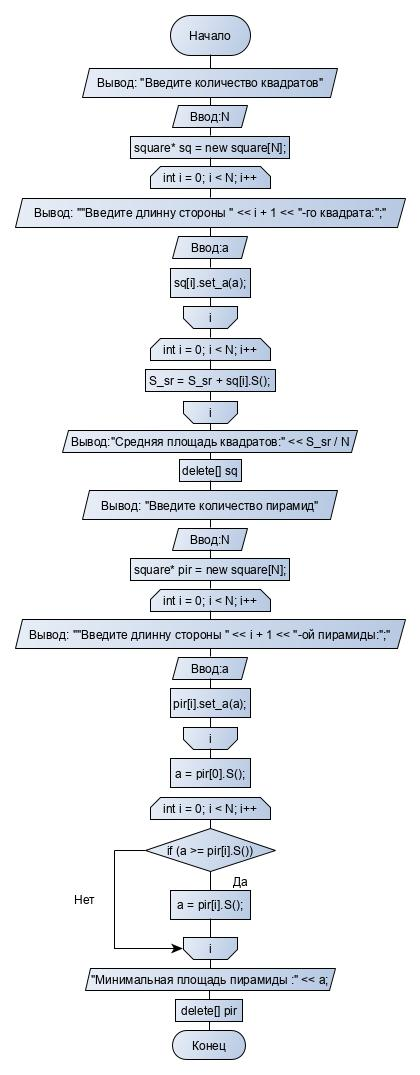 Начало
Вывод: "Введите количество квадратов"
Ввод:N
square* sq = new square[N];
int i = 0; i < N; i++
Вывод: ""Введите длинну стороны " << i + 1 << "-го квадрата:";"
Ввод:a
sq[i].set_a(a);
i
int i = 0; i < N; i++
S_sr = S_sr + sq[i].S();
i
Вывод:"Средняя площадь квадратов:" << S_sr / N
delete[] sq
Вывод: "Введите количество пирамид"
Ввод:N
square* pir = new square[N];
int i = 0; i < N; i++
Вывод: ""Введите длинну стороны " << i + 1 << "-ой пирамиды:";"
Ввод:a
pir[i].set_a(a);
i
a = pir[0].S();
int i = 0; i < N; i++
if (a >= pir[i].S())
Да
Нет
a = pir[i].S();
i
"Минимальная площадь пирамиды :" << a;
delete[] pir
Конец